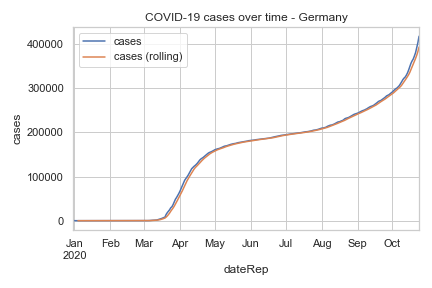 COVID-19 cases over time - Germany
cases
cases (rolling)
400000
300000
200000
100000
0
cases
Jan Feb Mar Apr May Jun Jul Aug Sep Oct
2020
dateRep